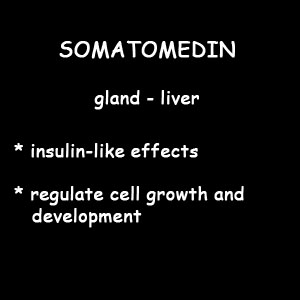 SOMATOMEDIN
gland - liver
* insulin-like effects
* regulate cell growth and
development